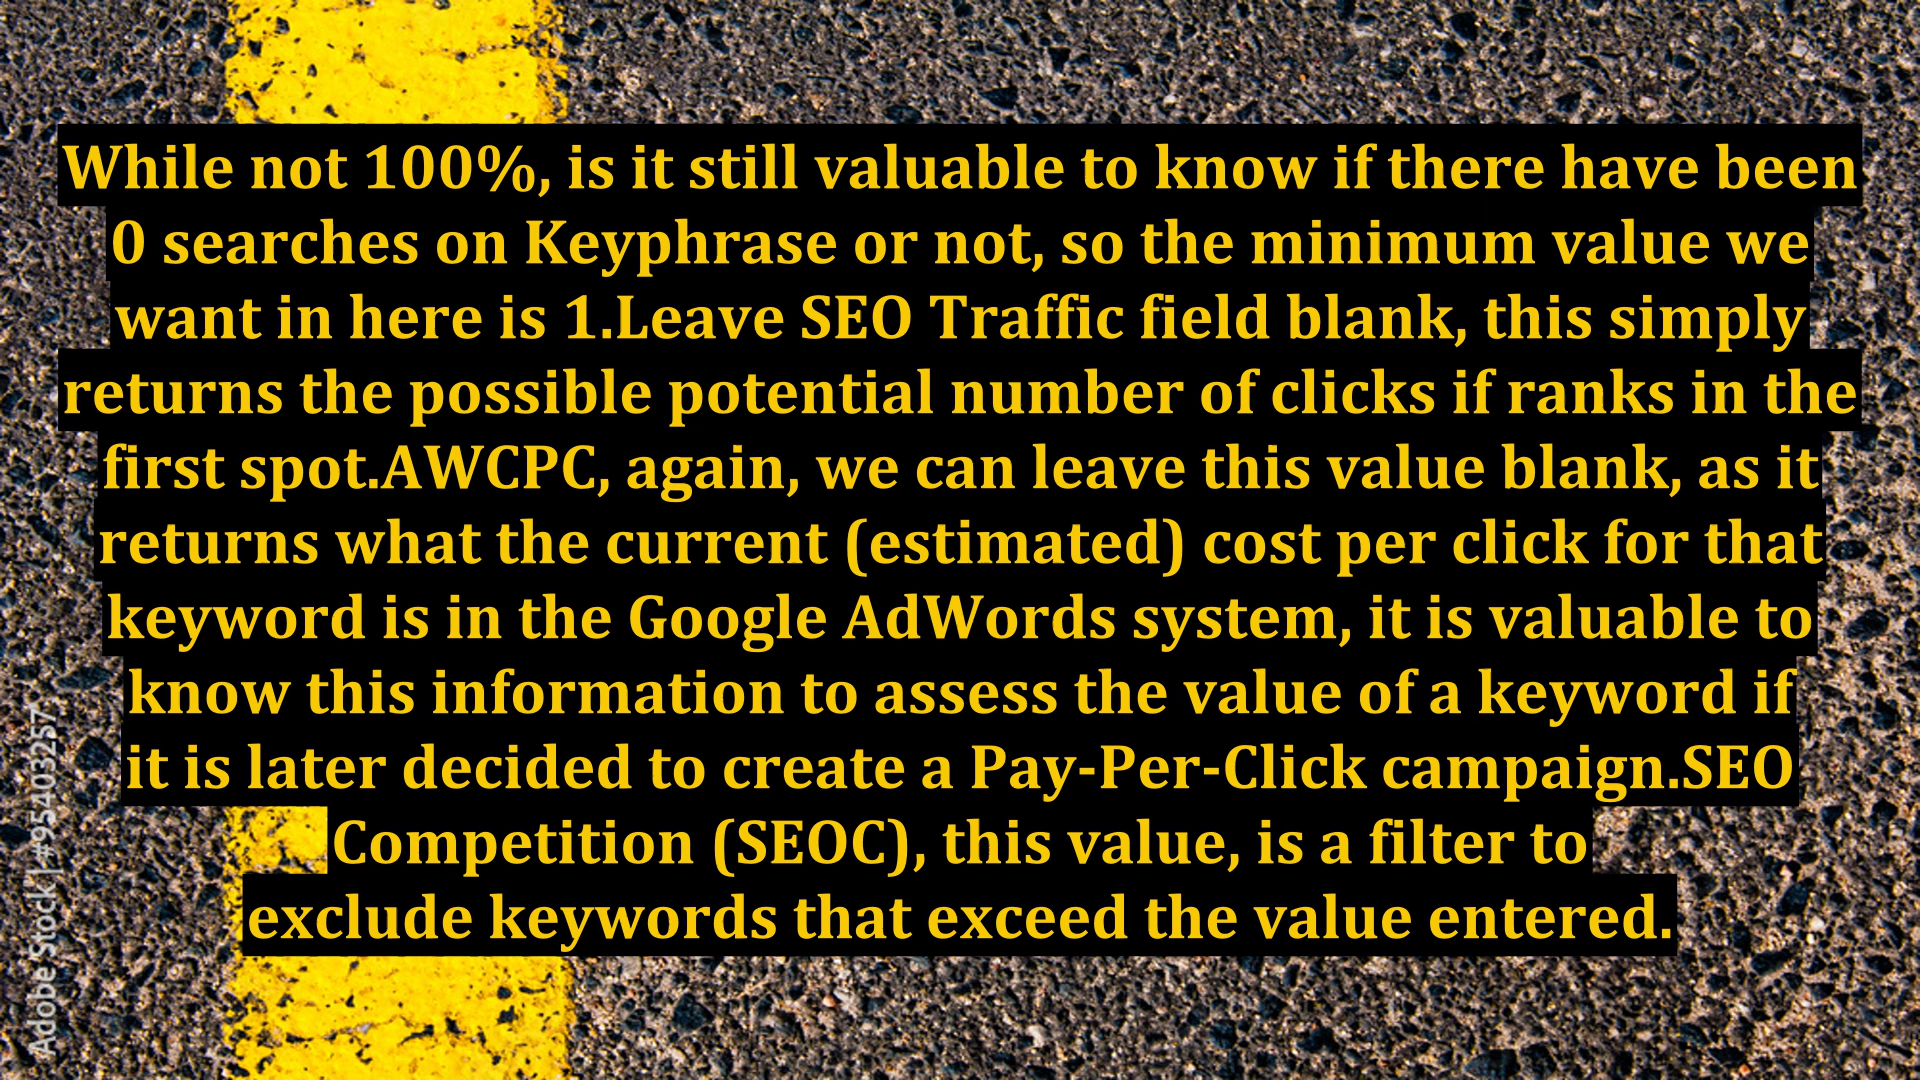 While not 100%, is it still valuable to know if there have been
0 searches on Keyphrase or not, so the minimum value we
want in here is 1.Leave SEO Traffic field blank, this simply
returns the possible potential number of clicks if ranks in the
first spot.AWCPC, again, we can leave this value blank, as it
returns what the current (estimated) cost per click for that
keyword is in the Google AdWords system, it is valuable to
know this information to assess the value of a keyword if
it is later decided to create a Pay-Per-Click campaign.SEO
Competition (SEOC), this value, is a filter to
exclude keywords that exceed the value entered.
Adobe Stock | #95403257